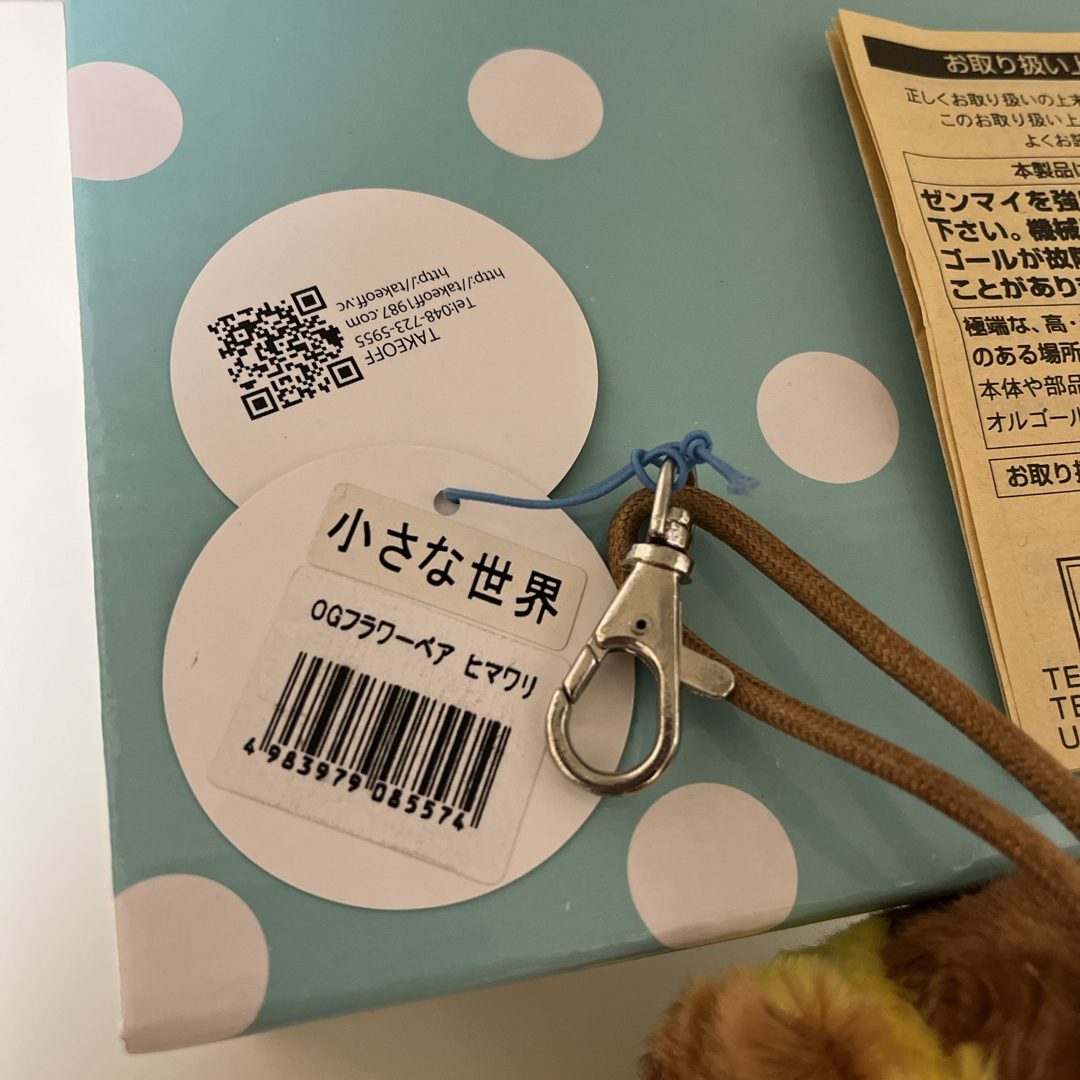 TAKEOFF
Tel:048-723-5955
http://takeoff1987.com
http://takeoff.vc
小さな世界
OGフラワーベア ヒマワリ
4 983979 085574
お取り扱い上
正しくお取り扱いの上末
このお取り扱い上
よくお読
本製品は
ゼンマイを強
下さい。機械
ゴールが故障
ことがあり
極端な、高・
のある場所
本体や部品
オルゴール
お取り扱
TE
TE
U